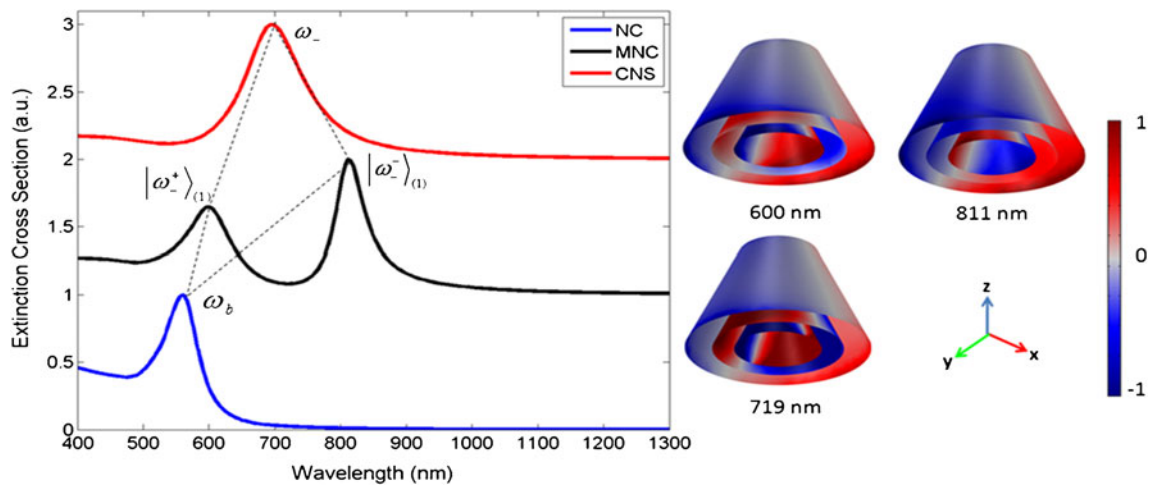 Extinction Cross Section (a.u.)
3
2.5
2
1.5
1
0.5
0
400 500 600 700 800 900 1000 1100 1200 1300
Wavelength (nm)
NC
MNC
CNS
ω₋
|ω₋⁺⟩₍₁₎
|ω₋⁻⟩₍₁₎
ω_b
600 nm
811 nm
719 nm
z
y
x
1
0
-1